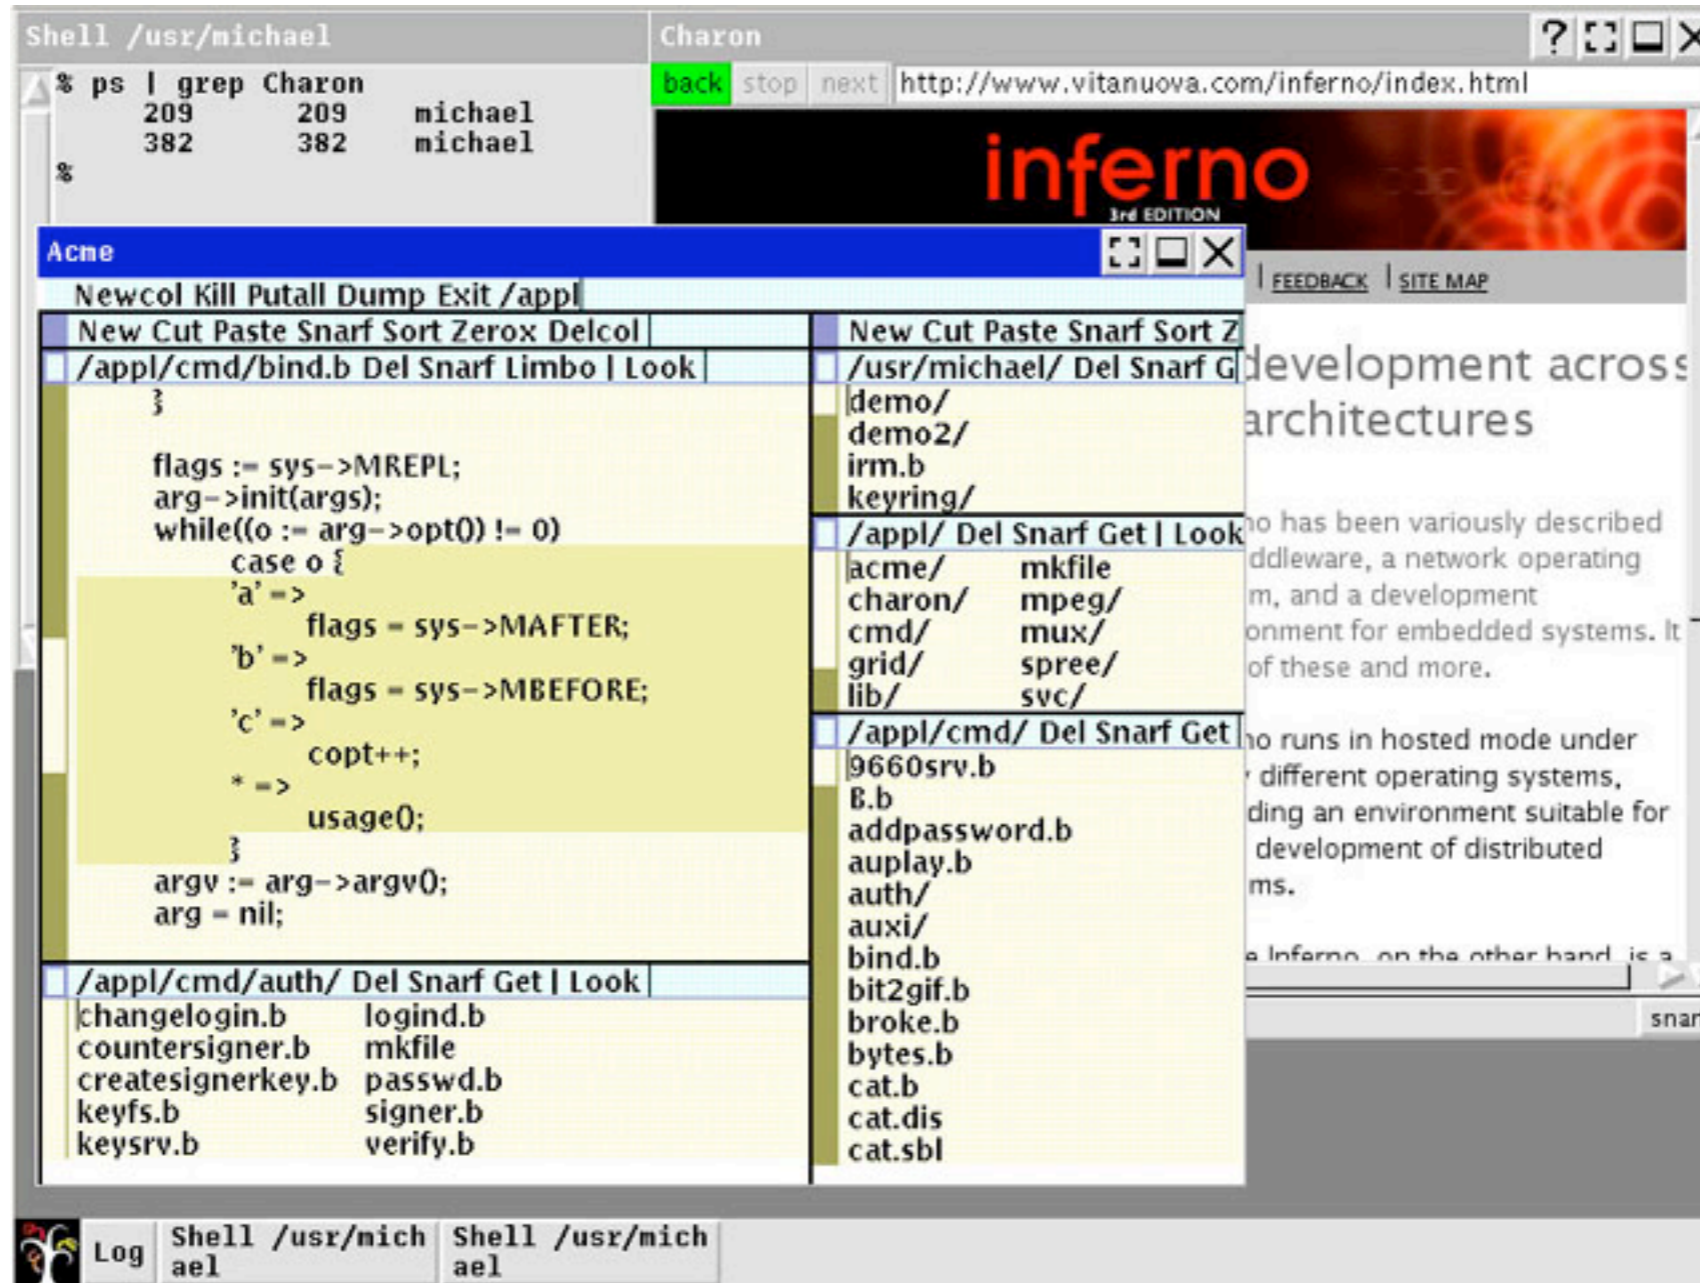 Shell /usr/michael
% ps | grep Charon
209 209 michael
382 382 michael
%
Charon
?
back stop next http://www.vitanuova.com/inferno/index.html
inferno
3rd EDITION
FEEDBACK | SITE MAP
development across
architectures
has been variously described
a network operating
and a development
for embedded systems. It
of these and more.
runs in hosted mode under
different operating systems,
an environment suitable for
development of distributed
Inferno, on the other hand, is a
Acme
Newcol Kill Putall Dump Exit /appl
New Cut Paste Snarf Sort Zerox Delcol
/appl/cmd/bind.b Del Snarf Limbo | Look
}
flags := sys->MREPL;
arg->init(args);
while((o := arg->opt()) != 0)
case o {
'a' =>
flags = sys->MAFTER;
'b' =>
flags = sys->MBEFORE;
'c' =>
copt++;
* =>
usage();
}
argv := arg->argv();
arg = nil;
/appl/cmd/auth/ Del Snarf Get | Look
changelogin.b logind.b
countersigner.b mkfile
createsignerkey.b passwd.b
keyfs.b signer.b
keysrv.b verify.b
New Cut Paste Snarf Sort Z
/usr/michael/ Del Snarf G
demo/
demo2/
irm.b
keyring/
/appl/ Del Snarf Get | Look
acme/ mkfile
charon/ mpeg/
cmd/ mux/
grid/ spree/
lib/ svc/
/appl/cmd/ Del Snarf Get
9660srv.b
B.b
addpassword.b
auplay.b
auth/
auxi/
bind.b
bit2gif.b
broke.b
bytes.b
cat.b
cat.dis
cat.sbl
Log
Shell /usr/mich
ael
Shell /usr/mich
ael